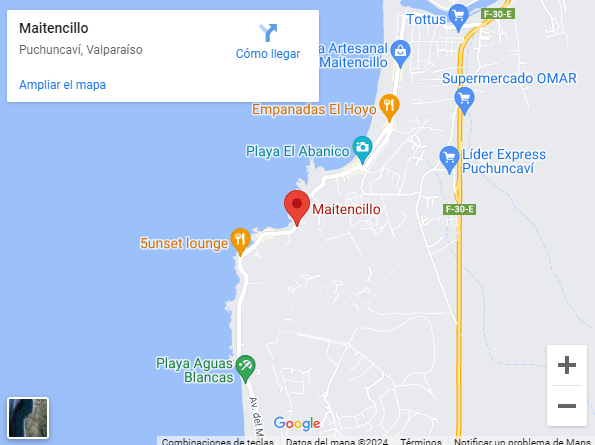 Maitencillo
Puchuncaví, Valparaíso
Cómo llegar
Ampliar el mapa
Tottus
F-30-E
a Artesanal
Maitencillo
Supermercado OMAR
Empanadas El Hoyo
Playa El Abanico
Líder Express
Puchuncaví
Maitencillo
F-30-E
5unset lounge
Playa Aguas
Blancas
Av. del M
Google
Combinaciones de teclas
Datos del mapa ©2024
Términos
Notificar un problema de Maps